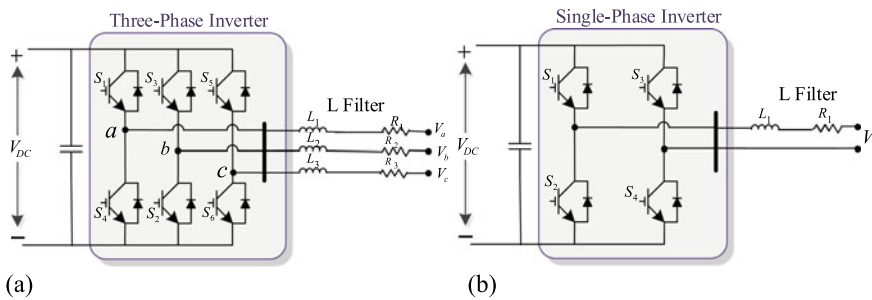 Three-Phase Inverter
+
S1
S3
S5
L Filter
L1
R1
Va
a
VDC
b
L2
R2
Vb
c
L3
R3
Vc
S4
S2
S6
−
(a)
Single-Phase Inverter
+
S1
S3
L Filter
L1
R1
VDC
V
S2
S4
−
(b)